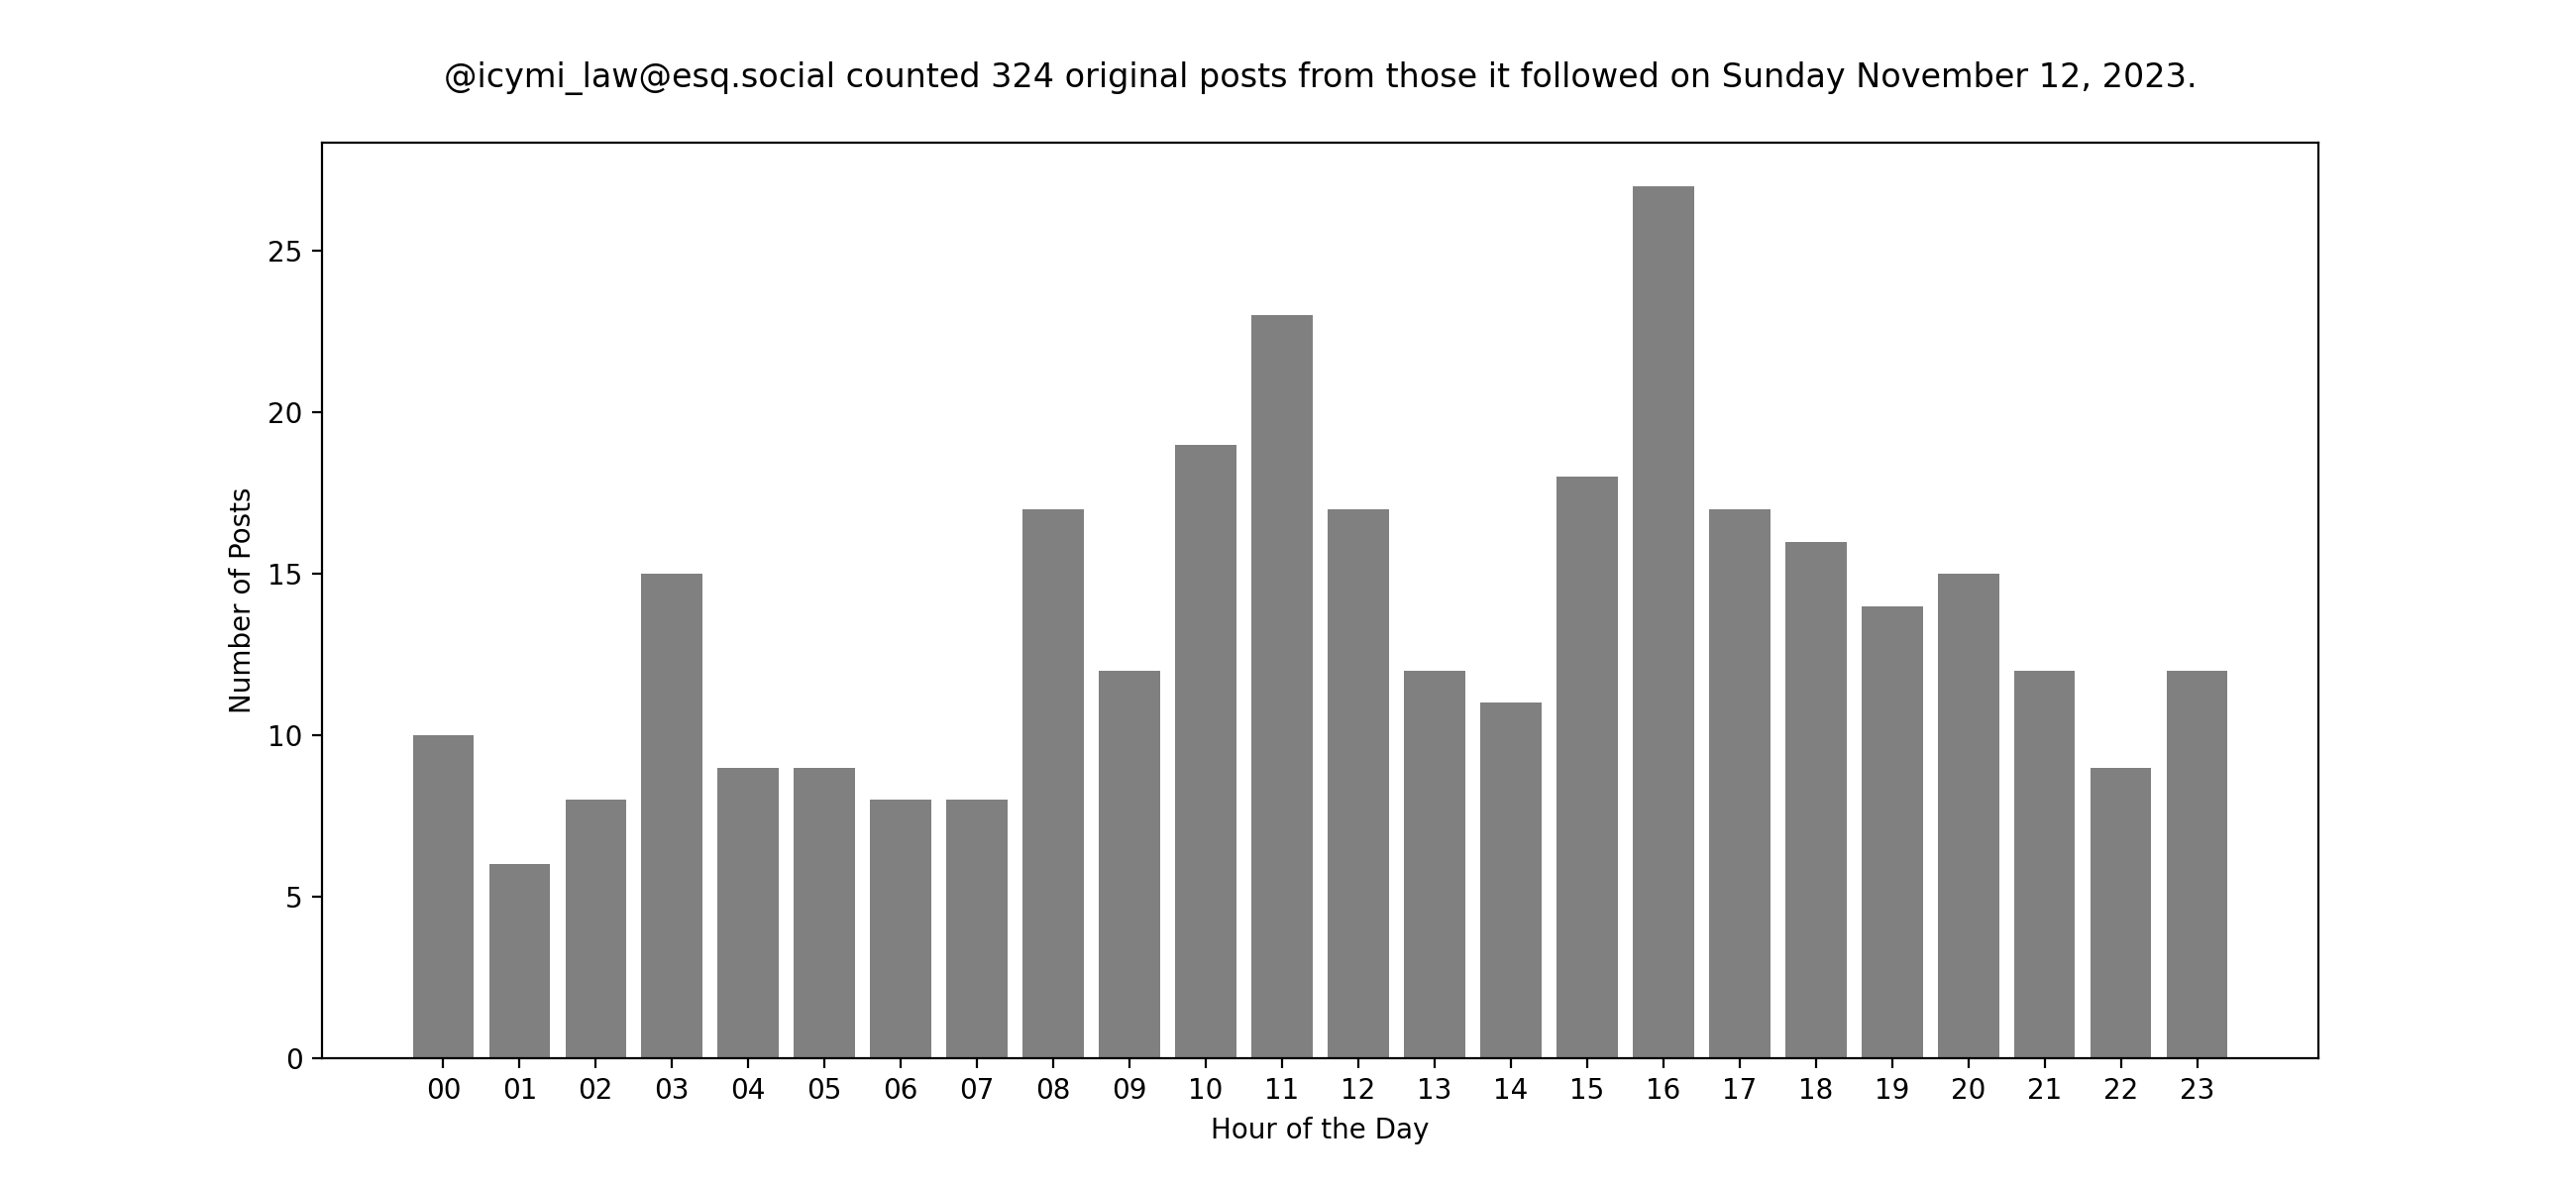 @icymi_law@esq.social counted 324 original posts from those it followed on Sunday November 12, 2023.
25
20
15
10
5
0
Number of Posts
00 01 02 03 04 05 06 07 08 09 10 11 12 13 14 15 16 17 18 19 20 21 22 23
Hour of the Day